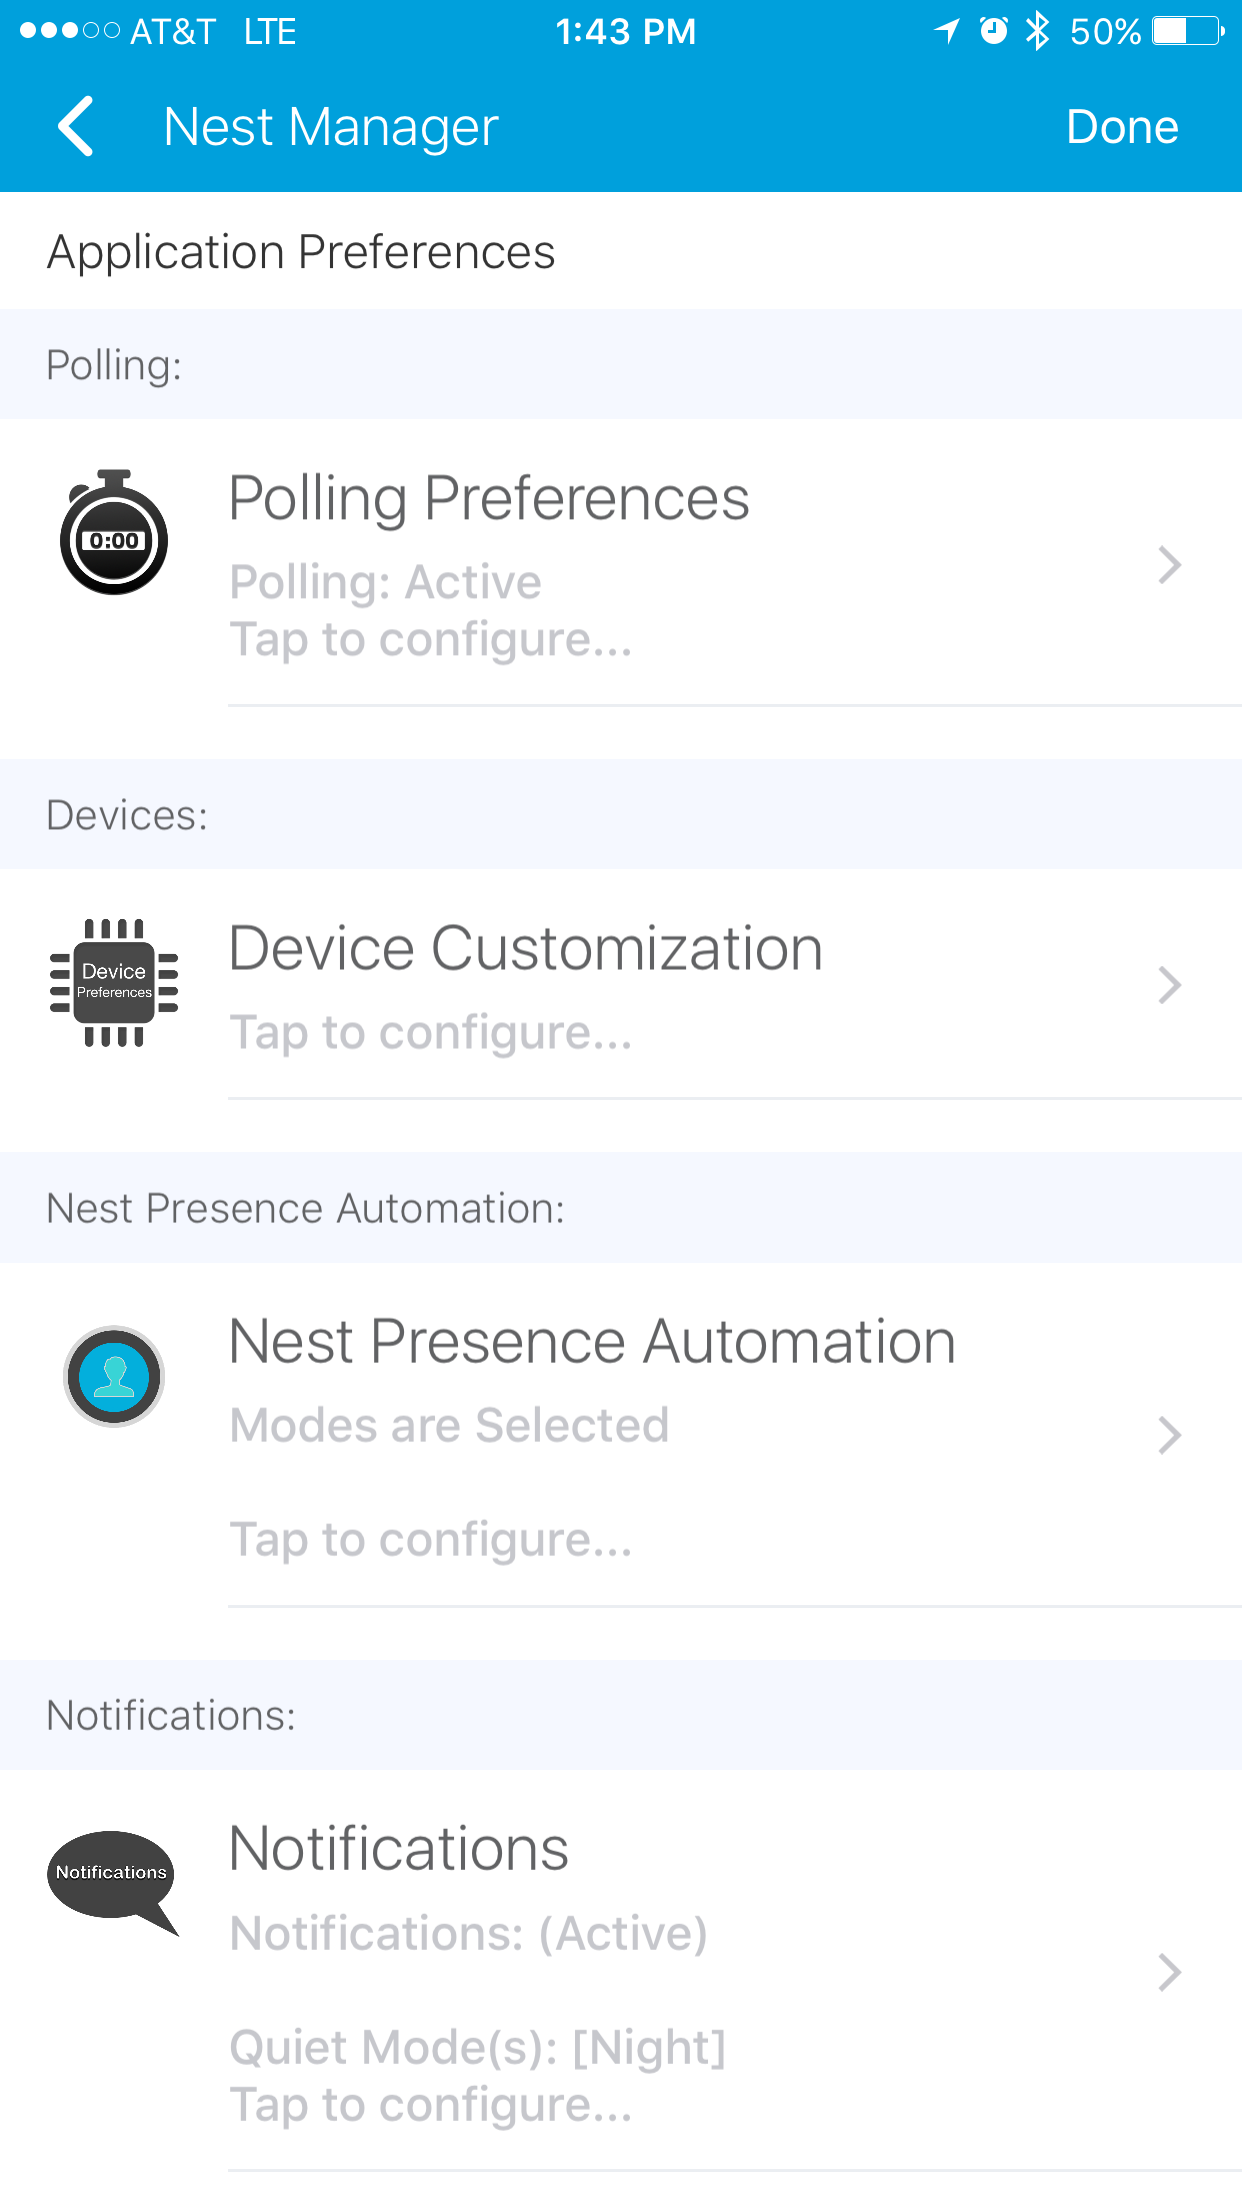 AT&T LTE 1:43 PM 50%
Nest Manager Done
Application Preferences
Polling:
0:00
Polling Preferences
Polling: Active
Tap to configure...
Devices:
Device
Preferences
Device Customization
Tap to configure...
Nest Presence Automation:
Nest Presence Automation
Modes are Selected
Tap to configure...
Notifications:
Notifications
Notifications
Notifications: (Active)
Quiet Mode(s): [Night]
Tap to configure...